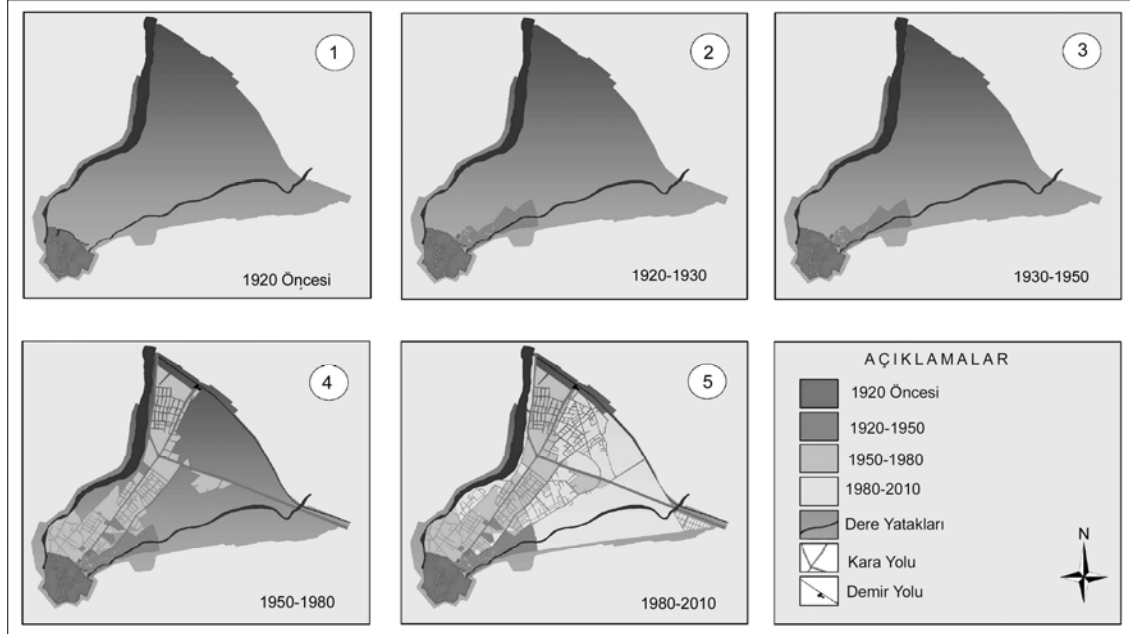 1
1920 Öncesi
2
1920-1930
3
1930-1950
4
1950-1980
5
1980-2010
AÇIKLAMALAR
1920 Öncesi
1920-1950
1950-1980
1980-2010
Dere Yatakları
Kara Yolu
Demir Yolu
N